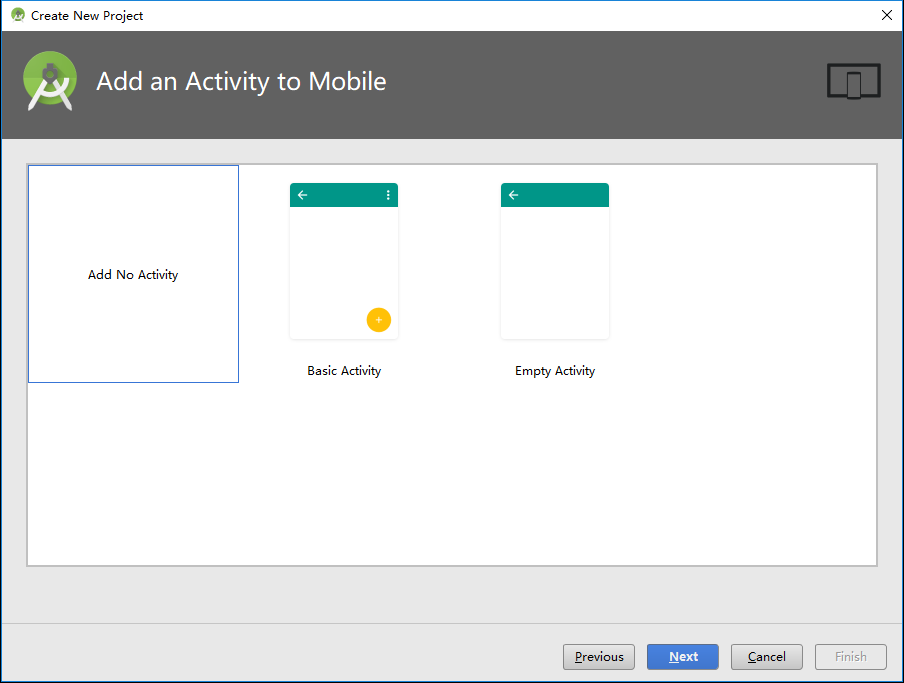 Create New Project
Add an Activity to Mobile
Add No Activity
Basic Activity
Empty Activity
Previous
Next
Cancel
Finish